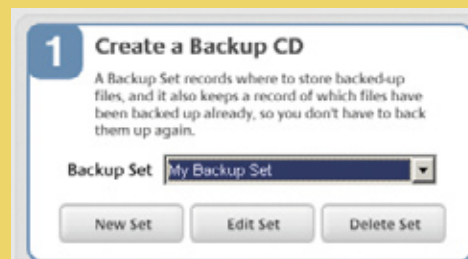 1
Create a Backup CD
A Backup Set records where to store backed-up
files, and it also keeps a record of which files have
been backed up already, so you don't have to back
them up again.
Backup Set My Backup Set
New Set Edit Set Delete Set